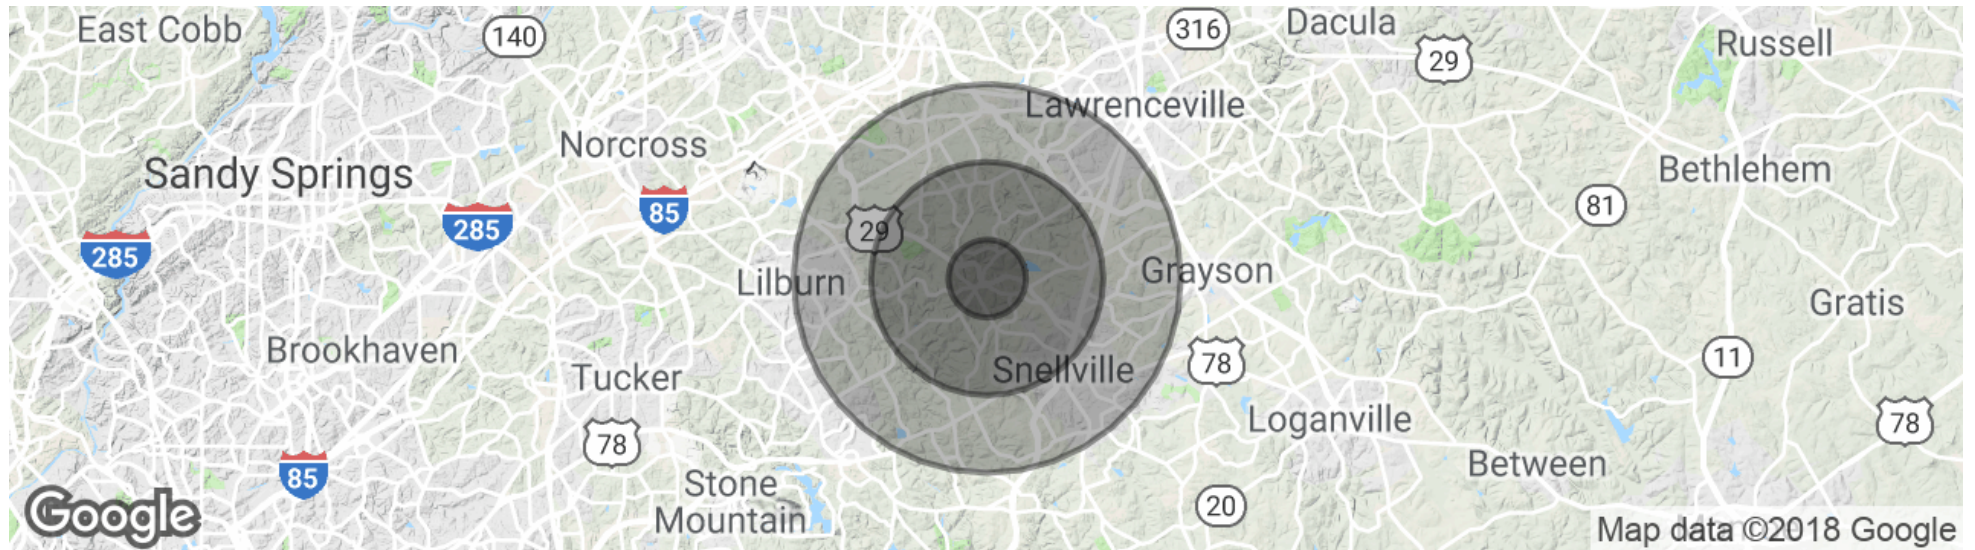 East Cobb
140
316
Dacula
29
Russell
Lawrenceville
Norcross
Sandy Springs
Bethlehem
85
81
285
29
285
Lilburn
Grayson
Gratis
Brookhaven
Tucker
Snellville
78
11
Loganville
78
78
Between
85
Stone
Mountain
20
Google
Map data ©2018 Google